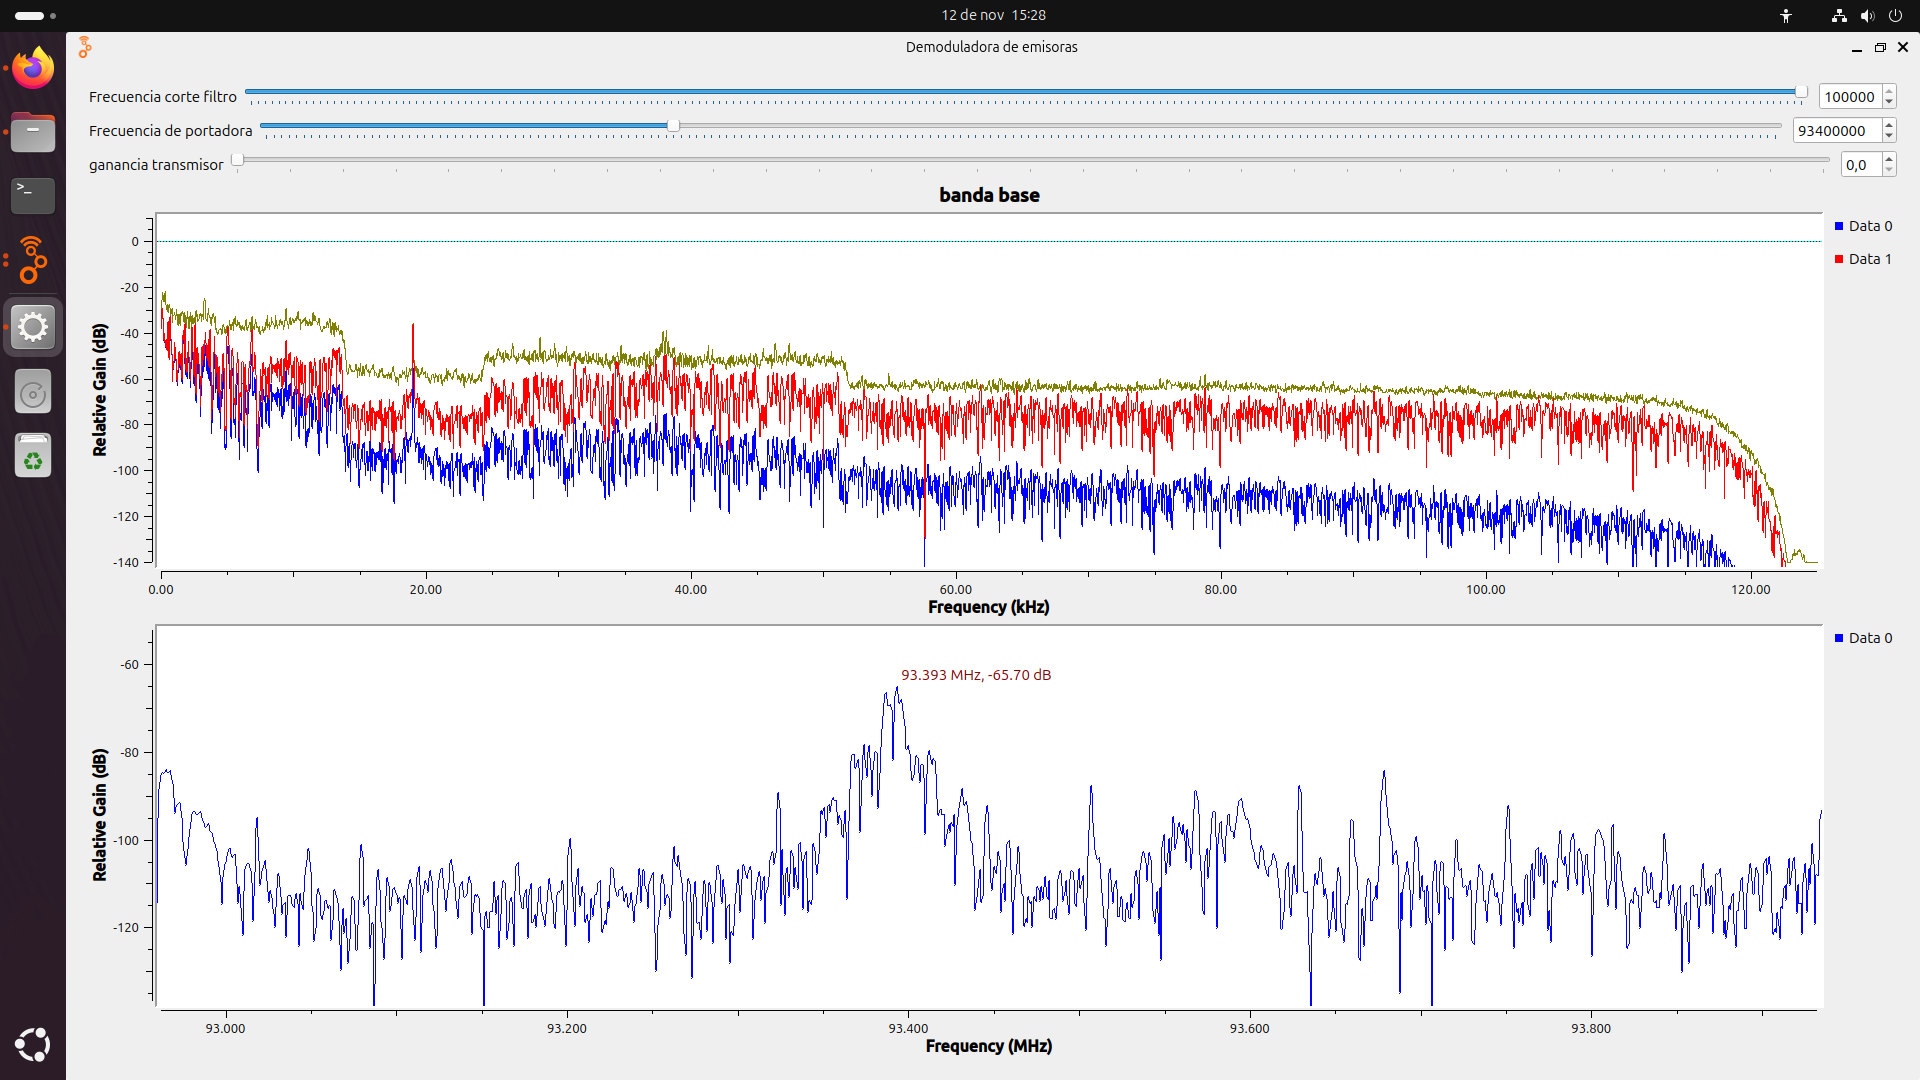 12 de nov 15:28
Demoduladora de emisoras
Frecuencia corte filtro 100000
Frecuencia de portadora 93400000
ganancia transmisor 0,0
banda base
Data 0
Data 1
Relative Gain (dB)
0
-20
-40
-60
-80
-100
-120
-140
0.00 20.00 40.00 60.00 80.00 100.00 120.00
Frequency (kHz)
Data 0
93.393 MHz, -65.70 dB
Relative Gain (dB)
-60
-80
-100
-120
93.000 93.200 93.400 93.600 93.800
Frequency (MHz)
>_